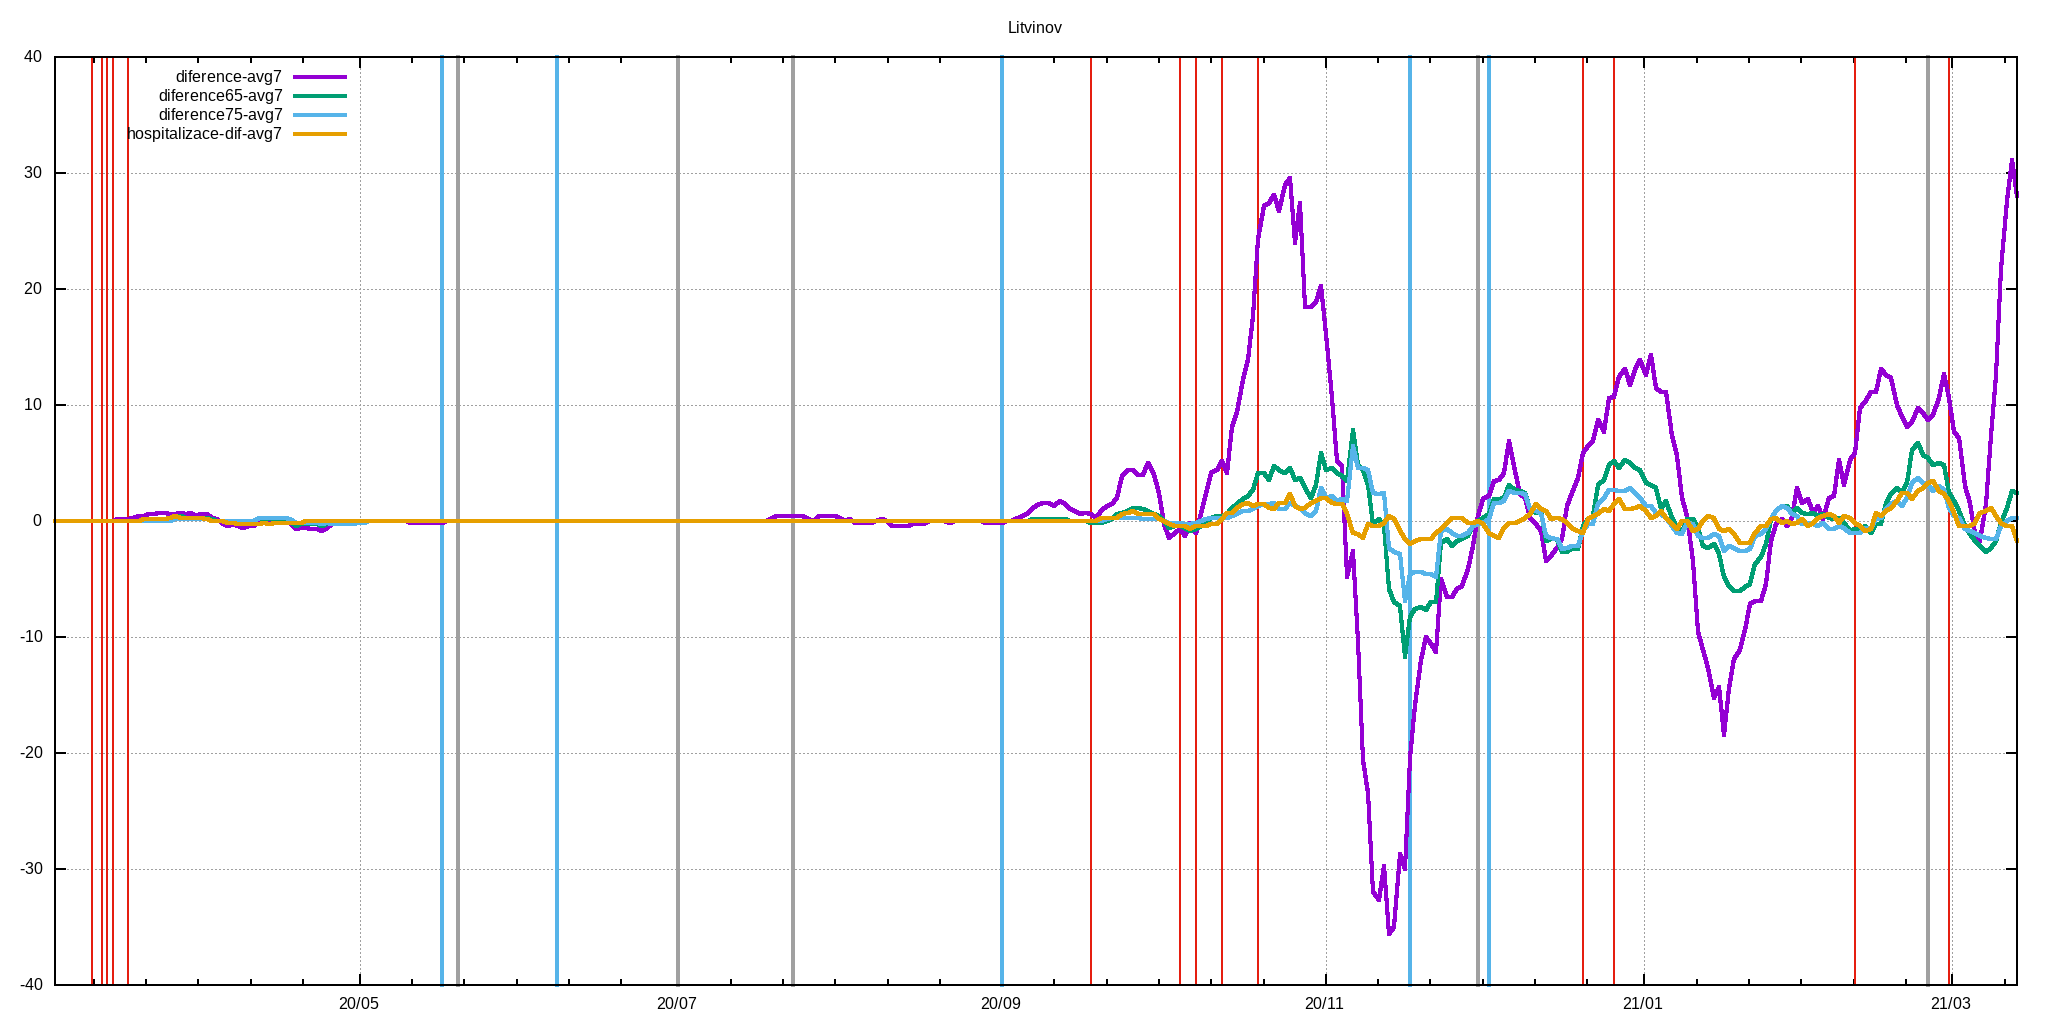 Litvinov
diference-avg7
diference65-avg7
diference75-avg7
hospitalizace-dif-avg7
40
30
20
10
0
-10
-20
-30
-40
20/05 20/07 20/09 20/11 21/01 21/03